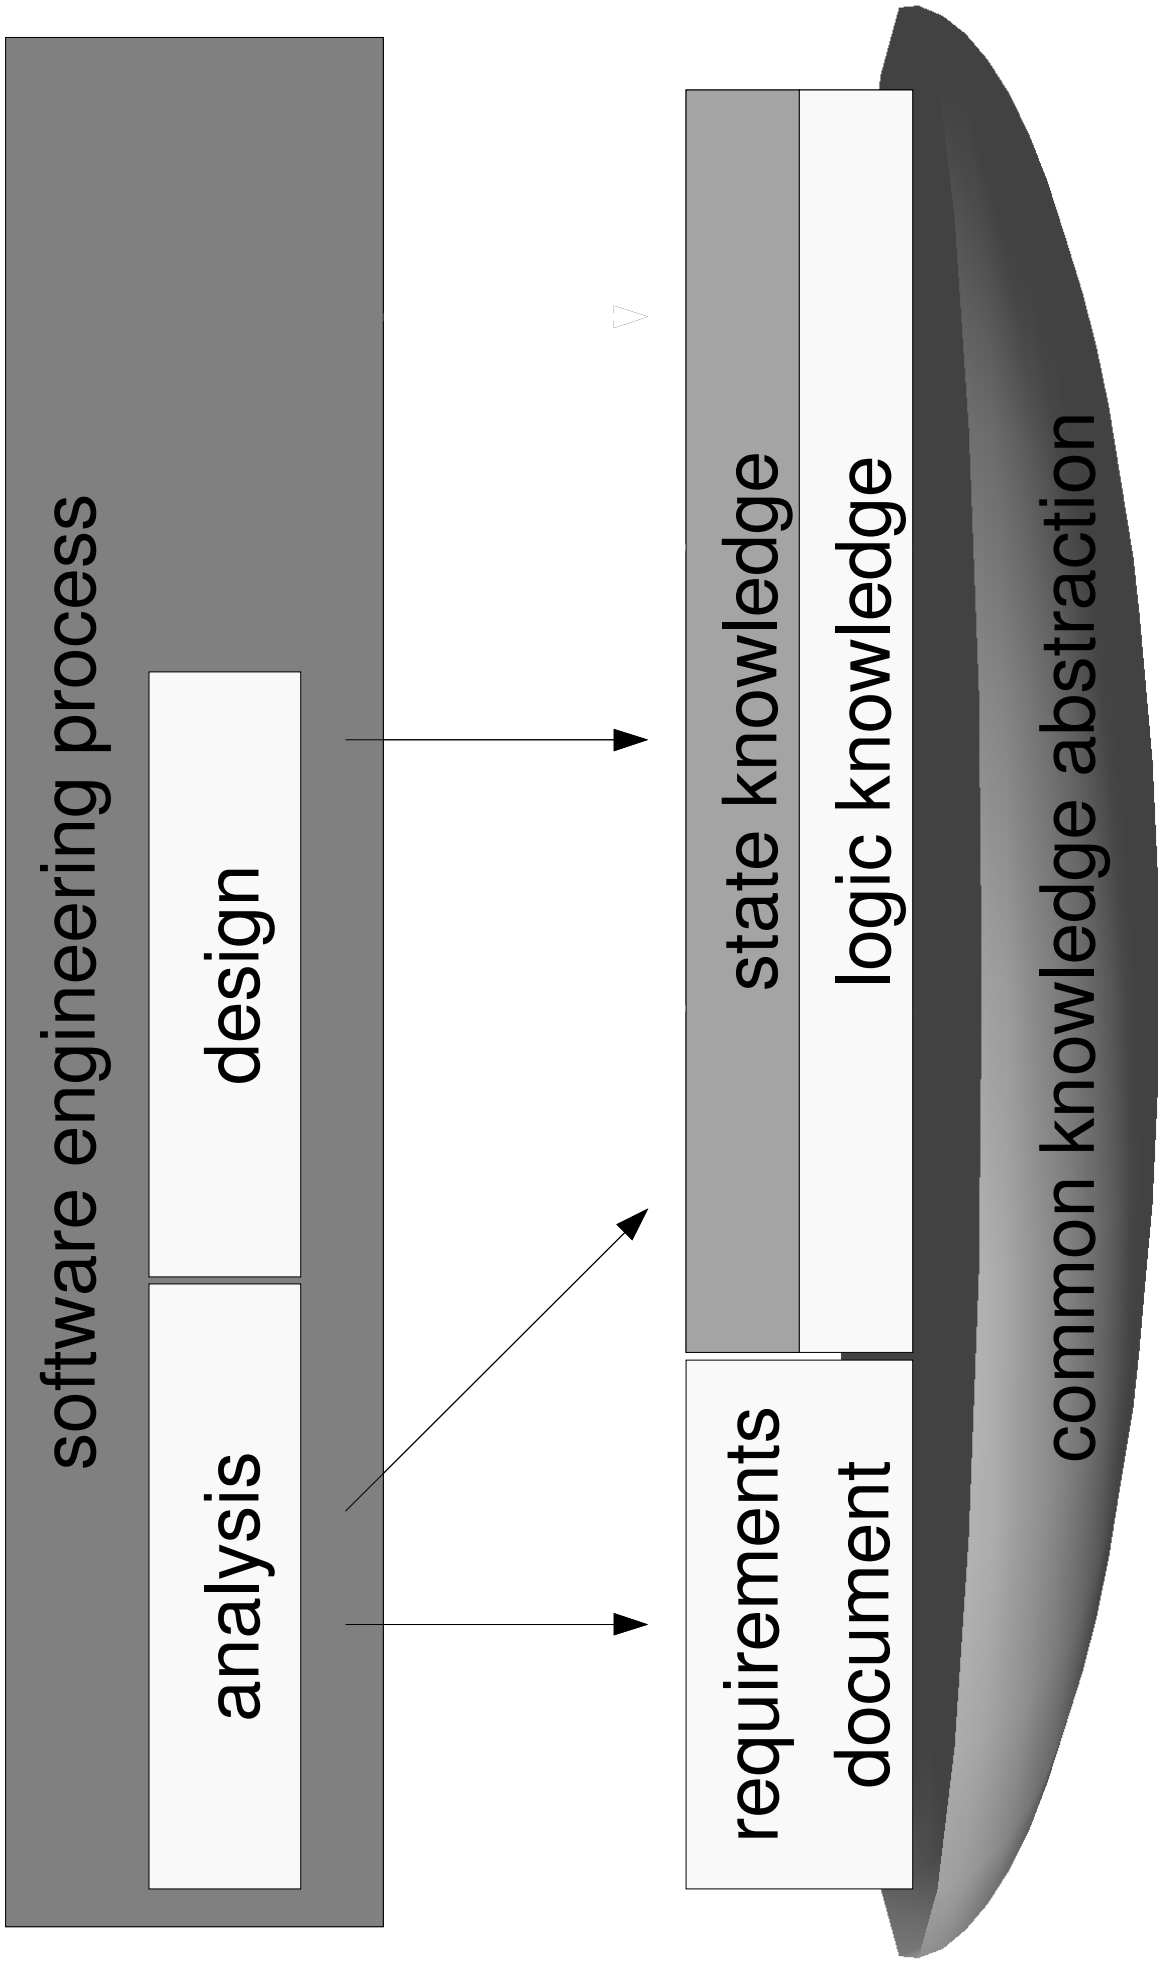 software engineering process
analysis
design
requirements
document
state knowledge
logic knowledge
common knowledge abstraction